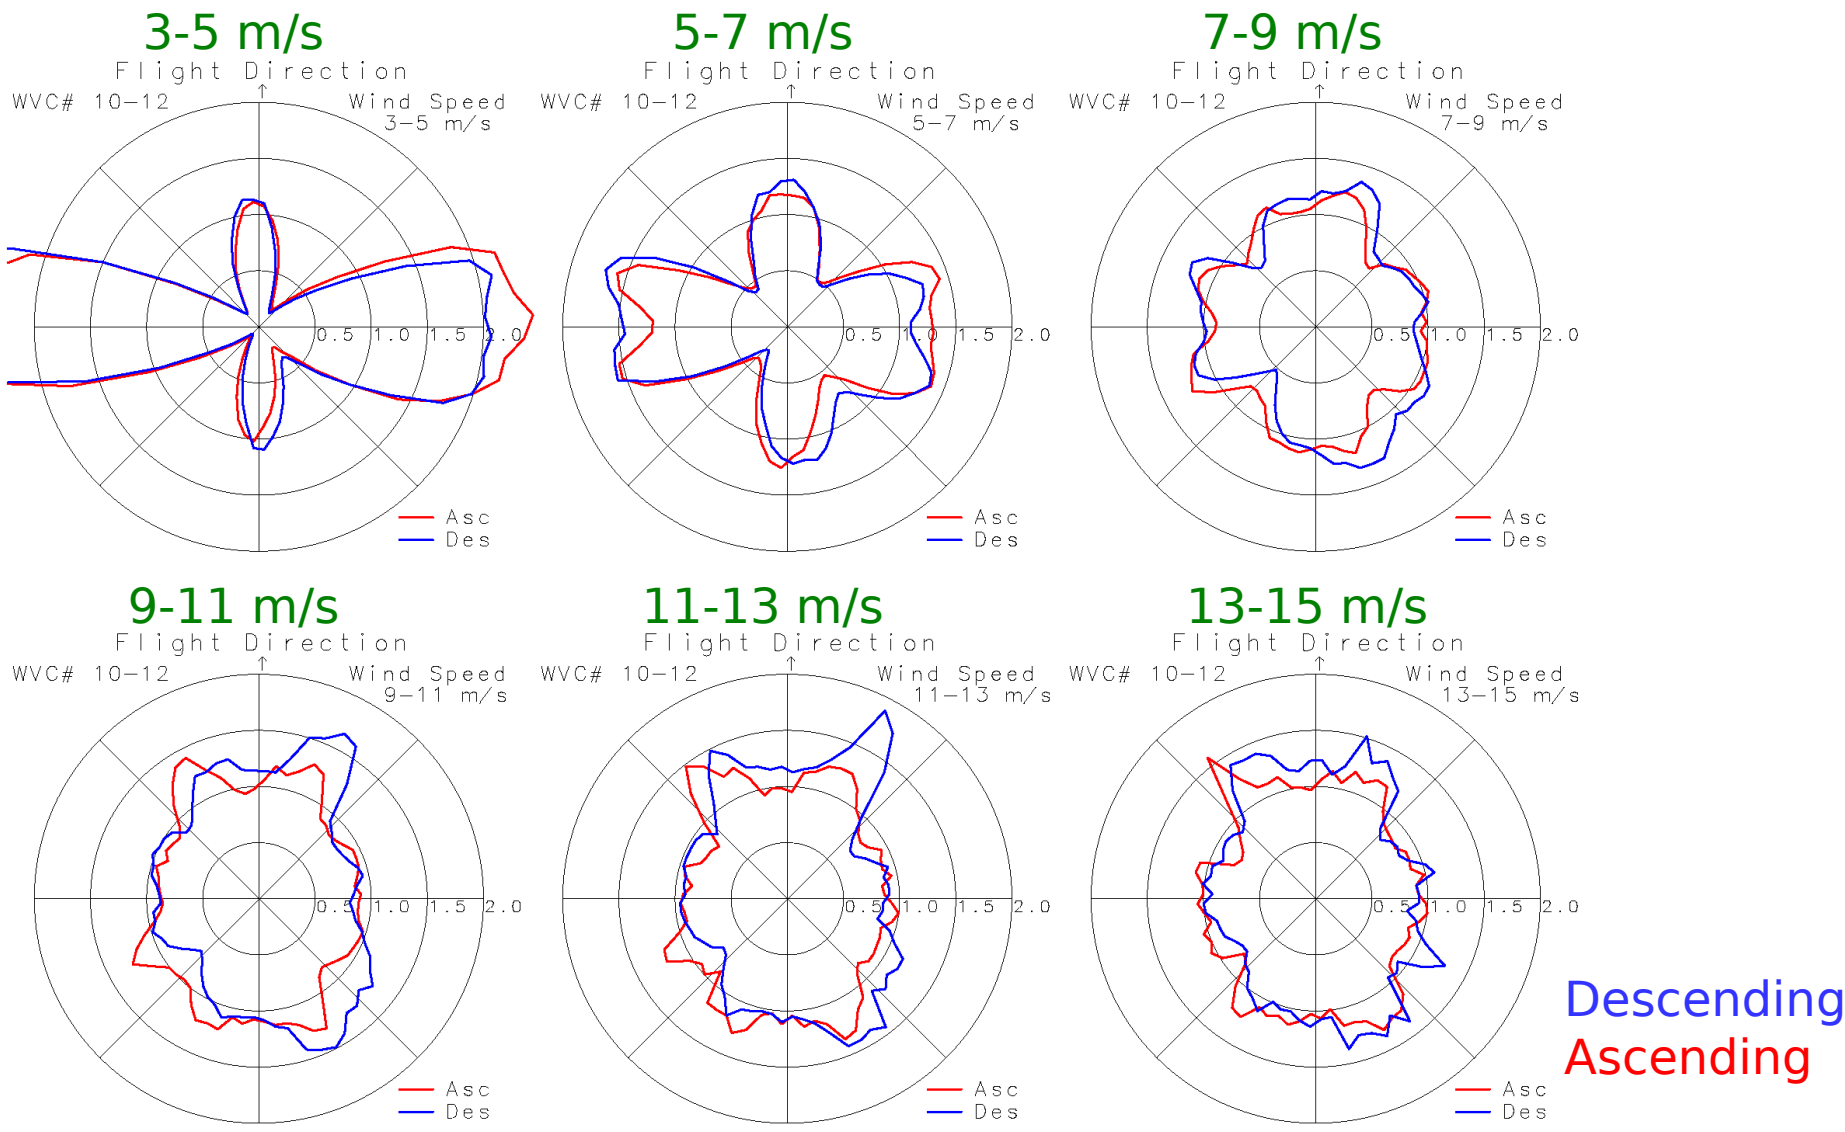 3-5 m/s
Flight Direction
↑
WVC# 10-12 Wind Speed
3-5 m/s
0.5 1.0 1.5 2.0
Asc
Des
5-7 m/s
Flight Direction
↑
WVC# 10-12 Wind Speed
5-7 m/s
0.5 1.0 1.5 2.0
Asc
Des
7-9 m/s
Flight Direction
↑
WVC# 10-12 Wind Speed
7-9 m/s
0.5 1.0 1.5 2.0
Asc
Des
9-11 m/s
Flight Direction
↑
WVC# 10-12 Wind Speed
9-11 m/s
0.5 1.0 1.5 2.0
Asc
Des
11-13 m/s
Flight Direction
↑
WVC# 10-12 Wind Speed
11-13 m/s
0.5 1.0 1.5 2.0
Asc
Des
13-15 m/s
Flight Direction
↑
WVC# 10-12 Wind Speed
13-15 m/s
0.5 1.0 1.5 2.0
Asc
Des
Descending
Ascending